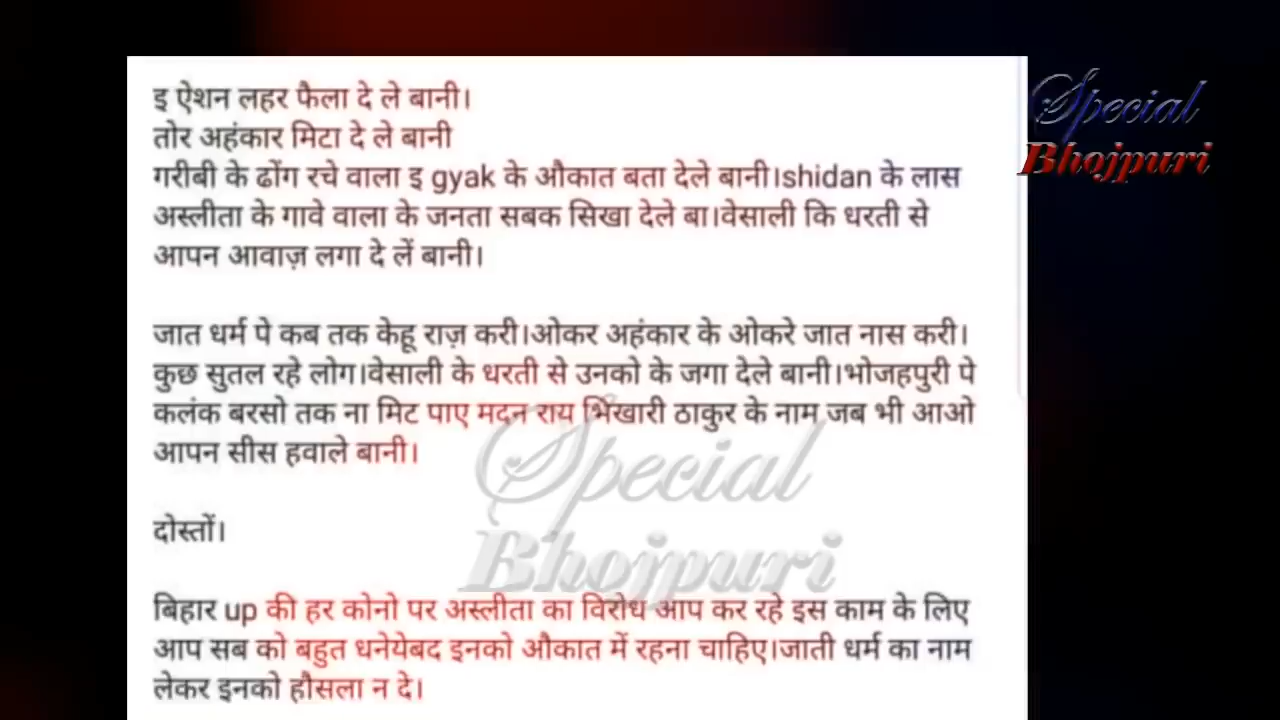 इ ऐशन लहर फैला दे ले बानी।
तोर अहंकार मिटा दे ले बानी
गरीबी के ढोंग रचे वाला इ gyak के औकात बता देले बानी।shidan के लास
अस्लीता के गावे वाला के जनता सबक सिखा देले बा।वेसाली कि धरती से
आपन आवाज़ लगा दे लें बानी।
जात धर्म पे कब तक केहू राज़ करी।ओकर अहंकार के ओकरे जात नास करी।
कुछ सुतल रहे लोग।वेसाली के धरती से उनको के जगा देले बानी।भोजहपुरी पे
कलंक बरसो तक ना मिट पाए मदन राय भिखारी ठाकुर के नाम जब भी आओ
आपन सीस हवाले बानी।
दोस्तों।
बिहार up की हर कोनो पर अस्लीता का विरोध आप कर रहे इस काम के लिए
आप सब को बहुत धनेयेबद इनको औकात में रहना चाहिए।जाती धर्म का नाम
लेकर इनको हौसला न दे।
Special
Bhojpuri
Special
Bhojpuri